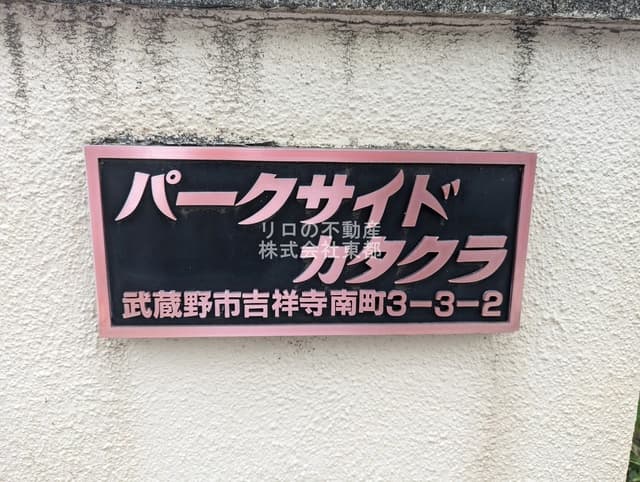 パークサイド
カタクラ
武蔵野市吉祥寺南町3-3-2
リロの不動産
株式会社東都